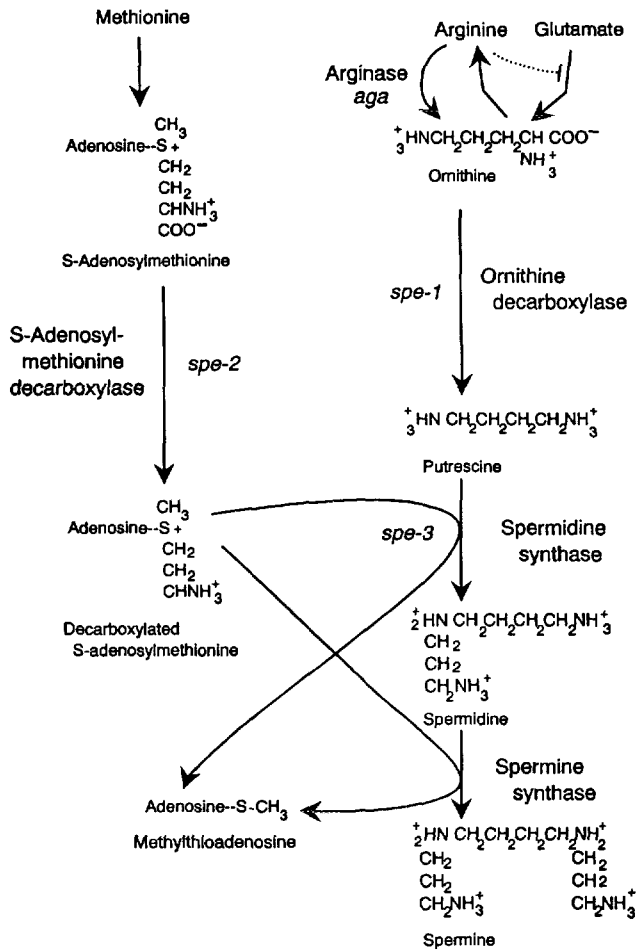 Methionine
CH3
Adenosine--S +
CH2
CH2
CHNH3+
COO−
S-Adenosylmethionine
S-Adenosyl-
methionine
decarboxylase
spe-2
CH3
Adenosine--S +
CH2
CH2
CHNH3+
Decarboxylated
S-adenosylmethionine
Adenosine--S-CH3
Methylthioadenosine
Arginine
Glutamate
Arginase
aga
+3HNCH2CH2CH2CH COO−
NH3+
Ornithine
spe-1
Ornithine
decarboxylase
+3HN CH2CH2CH2CH2NH3+
Putrescine
spe-3
Spermidine
synthase
+2HN CH2CH2CH2CH2NH3+
CH2
CH2
CH2NH3+
Spermidine
Spermine
synthase
+2HN CH2CH2CH2CH2NH2+
CH2 CH2
CH2 CH2
CH2NH3+ CH2NH3+
Spermine